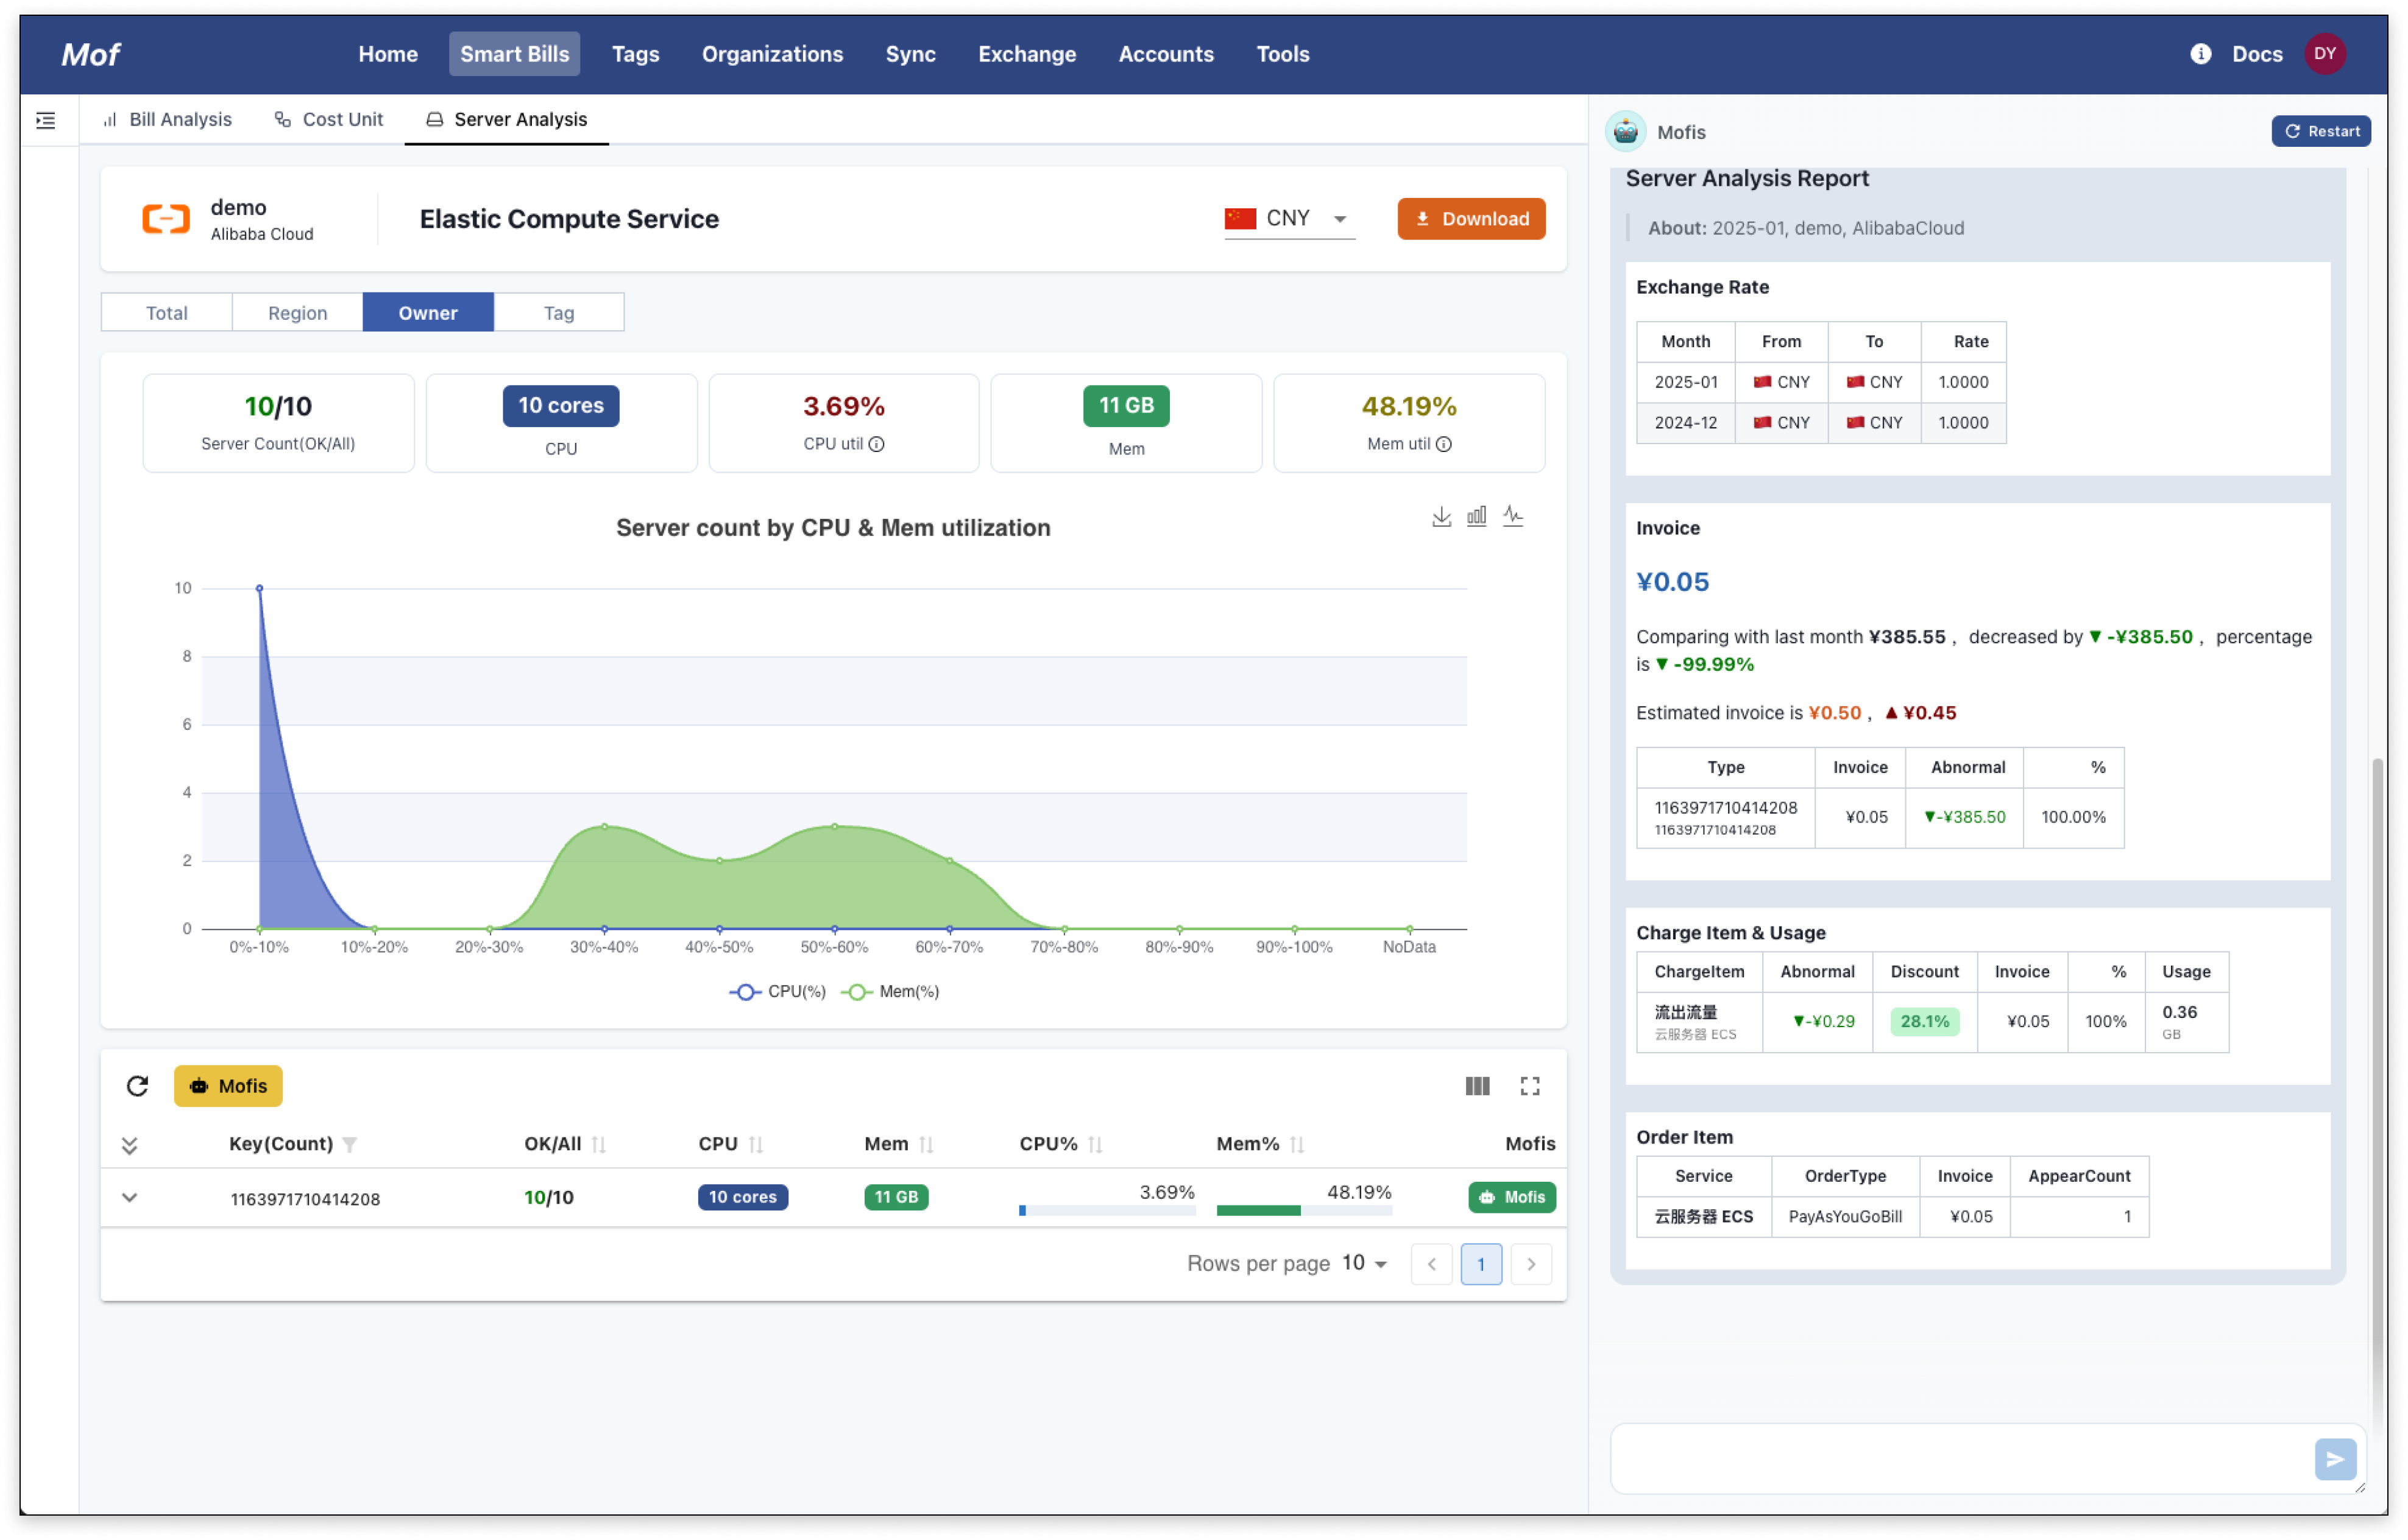 Mof
Home Smart Bills Tags Organizations Sync Exchange Accounts Tools
Docs DY
Bill Analysis Cost Unit Server Analysis
demo
Alibaba Cloud
Elastic Compute Service
CNY
Download
Total Region Owner Tag
10/10
Server Count(OK/All)
10 cores
CPU
3.69%
CPU util
11 GB
Mem
48.19%
Mem util
Server count by CPU & Mem utilization
10
8
6
4
2
0
0%-10% 10%-20% 20%-30% 30%-40% 40%-50% 50%-60% 60%-70% 70%-80% 80%-90% 90%-100% NoData
CPU(%) Mem(%)
Mofis
Key(Count) OK/All CPU Mem CPU% Mem% Mofis
1163971710414208 10/10 10 cores 11 GB 3.69% 48.19% Mofis
Rows per page 10 1
Mofis
Restart
Server Analysis Report
About: 2025-01, demo, AlibabaCloud
Exchange Rate
Month From To Rate
2025-01 CNY CNY 1.0000
2024-12 CNY CNY 1.0000
Invoice
¥0.05
Comparing with last month ¥385.55 , decreased by ▼ -¥385.50 , percentage
is ▼ -99.99%
Estimated invoice is ¥0.50 , ▲ ¥0.45
Type Invoice Abnormal %
1163971710414208 ¥0.05 ▼-¥385.50 100.00%
1163971710414208
Charge Item & Usage
ChargeItem Abnormal Discount Invoice % Usage
流出流量 ▼-¥0.29 28.1% ¥0.05 100% 0.36
云服务器 ECS GB
Order Item
Service OrderType Invoice AppearCount
云服务器 ECS PayAsYouGoBill ¥0.05 1